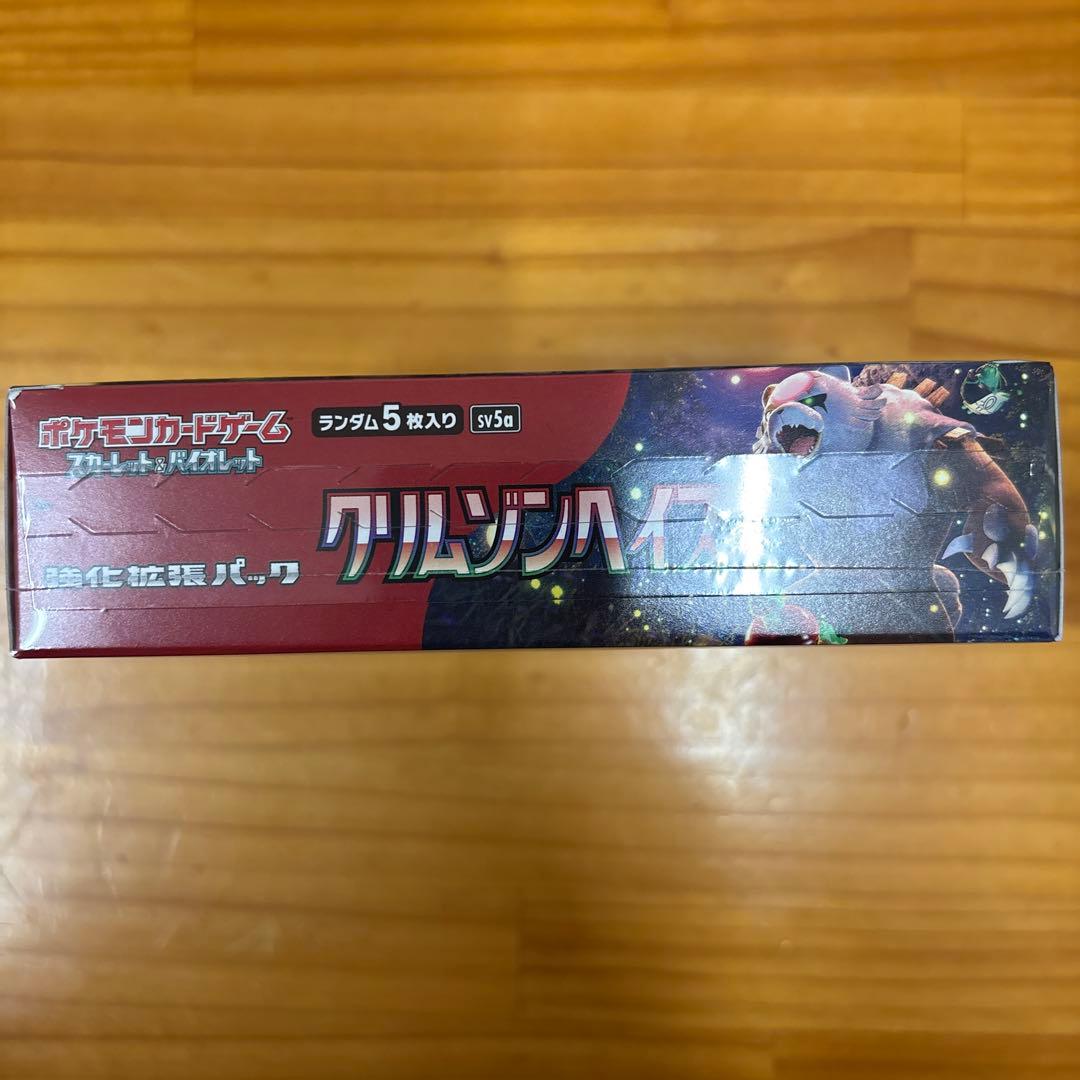 ポケモンカードゲーム
スカーレット&バイオレット
ランダム5枚入り sv5a
クリムゾンヘイズ
強化拡張パック